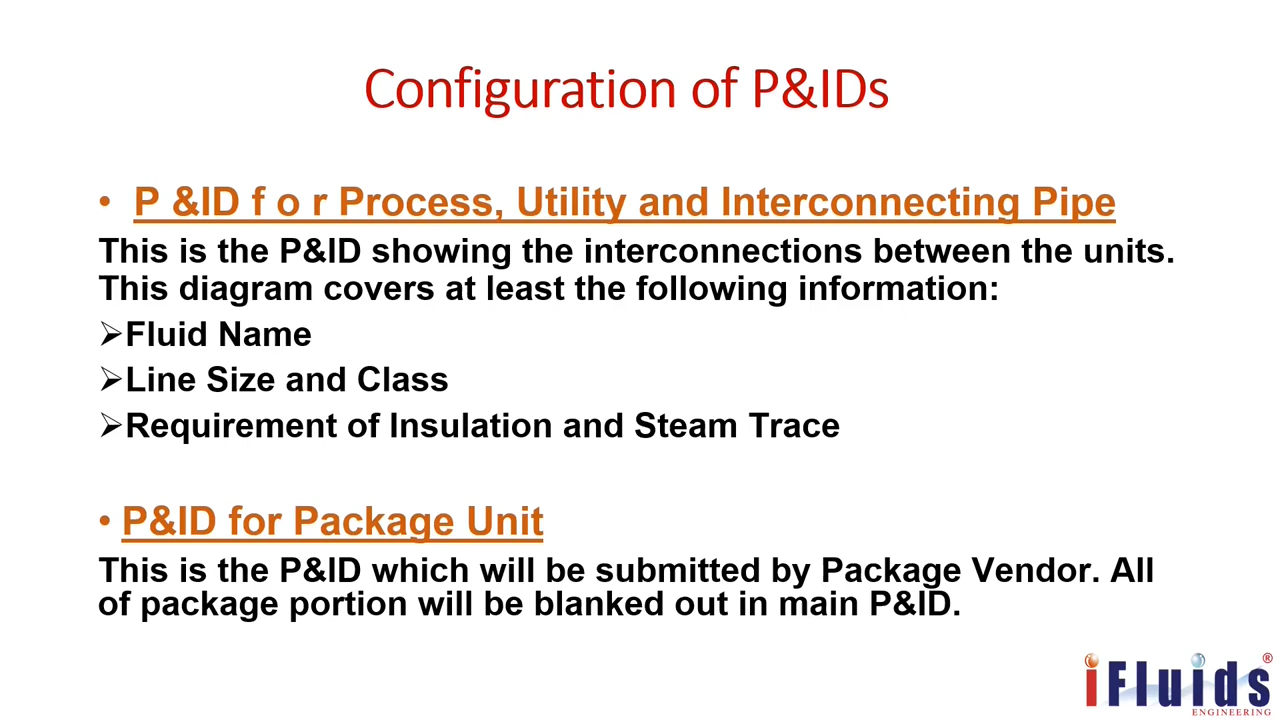 Configuration of P&IDs
• P &ID f o r Process, Utility and Interconnecting Pipe
This is the P&ID showing the interconnections between the units.
This diagram covers at least the following information:
➢Fluid Name
➢Line Size and Class
➢Requirement of Insulation and Steam Trace
• P&ID for Package Unit
This is the P&ID which will be submitted by Package Vendor. All
of package portion will be blanked out in main P&ID.
iFluids®
ENGINEERING